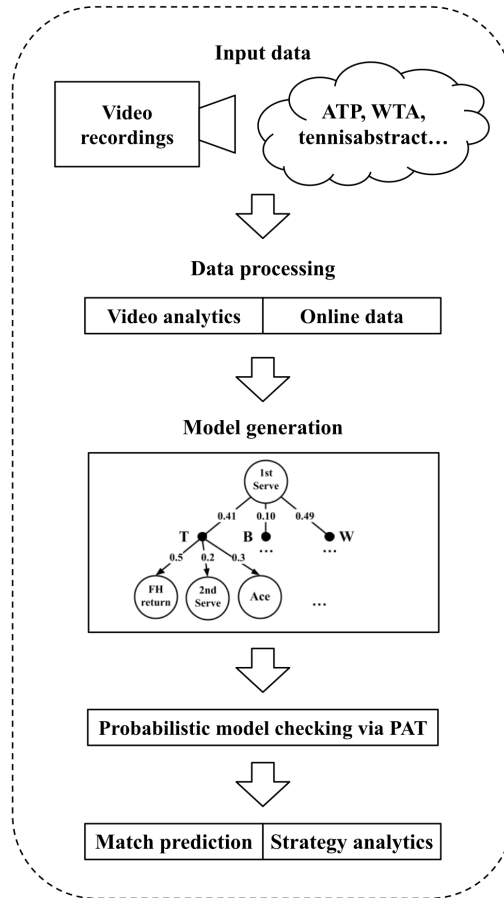 Input data
Video
recordings
ATP, WTA,
tennisabstract…
Data processing
Video analytics
Online data
Model generation
1st
Serve
0.41
0.10
0.49
T
B
W
…
…
0.5
0.2
0.3
FH
return
2nd
Serve
Ace
…
Probabilistic model checking via PAT
Match prediction
Strategy analytics